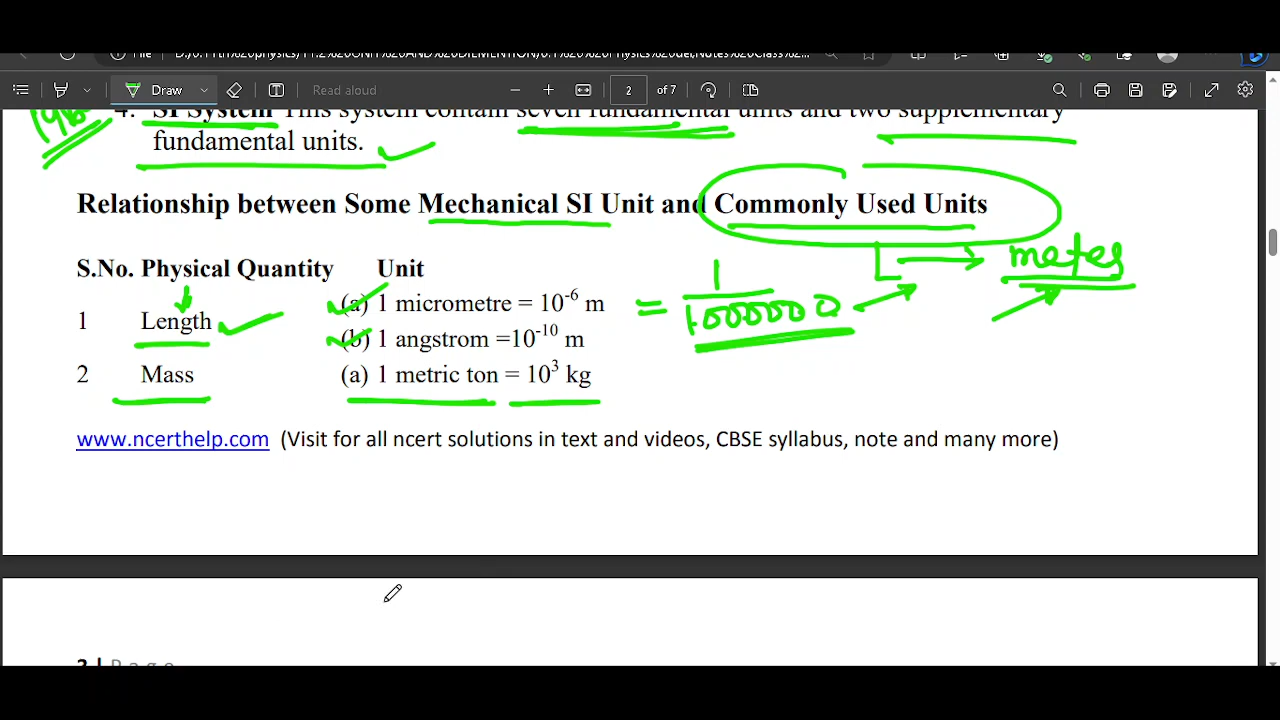 Draw
Read aloud
2 of 7
1960
4. SI System This system contain seven fundamental units and two supplementary
fundamental units.
Relationship between Some Mechanical SI Unit and Commonly Used Units
meter
S.No. Physical Quantity Unit
1 Length (a) 1 micrometre = 10⁻⁶ m = 1/1000000
(b) 1 angstrom =10⁻¹⁰ m
2 Mass (a) 1 metric ton = 10³ kg
www.ncerthelp.com (Visit for all ncert solutions in text and videos, CBSE syllabus, note and many more)